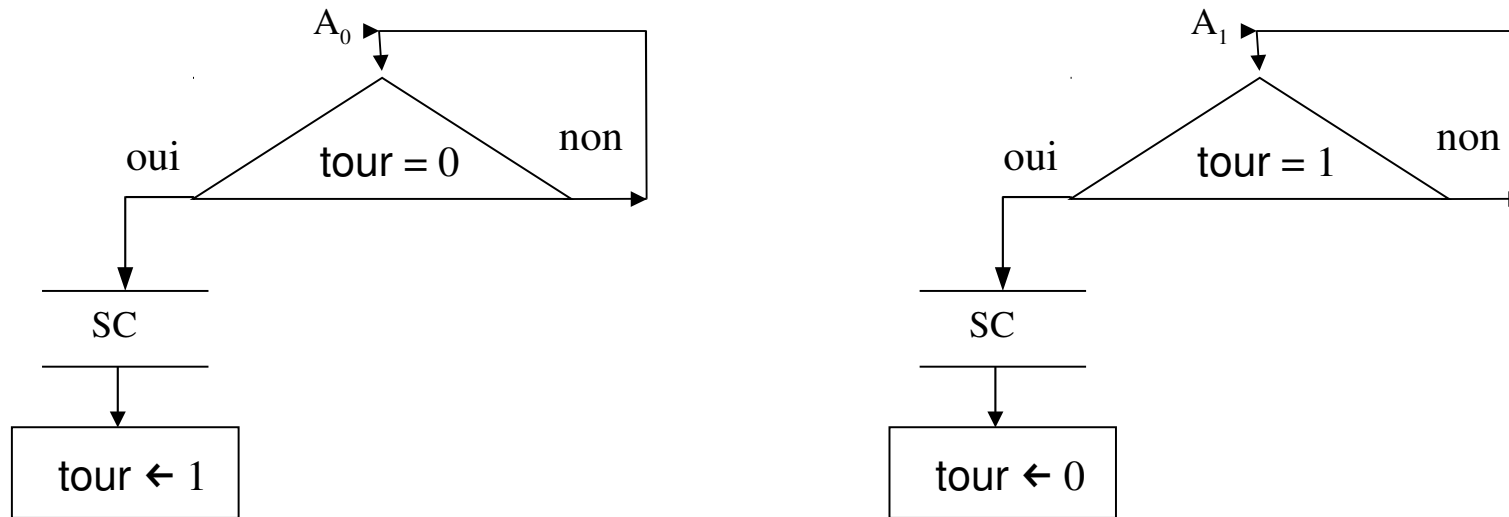 A₀
oui
tour = 0
non
SC
tour ← 1
A₁
oui
tour = 1
non
SC
tour ← 0